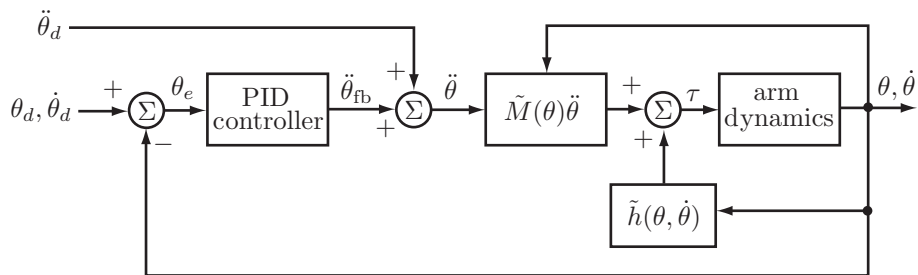 θ̈_d
+
θ_d, θ̇_d
+
Σ
−
θ_e
PID
controller
θ̈_fb
+
+
Σ
θ̈
M̃(θ)θ̈
+
+
Σ
τ
arm
dynamics
θ, θ̇
h̃(θ, θ̇)